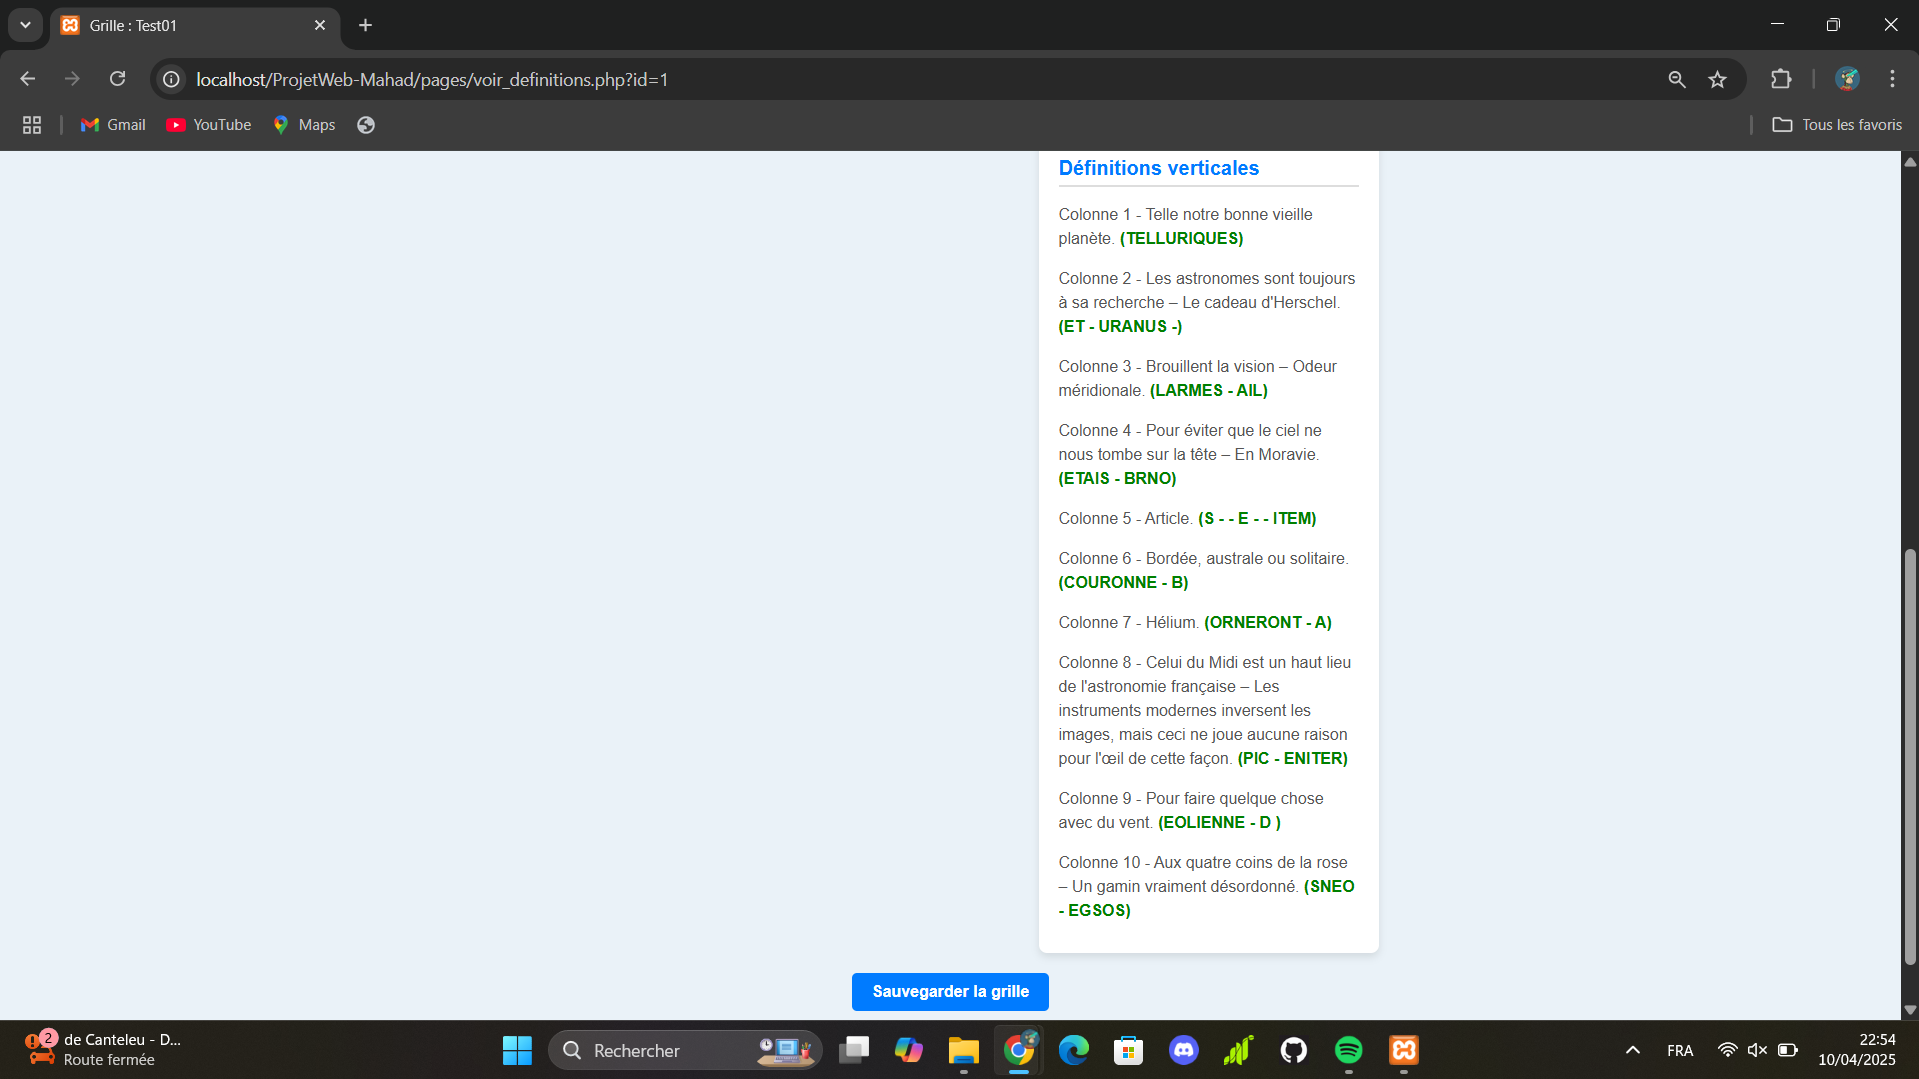 Grille : Test01
localhost/ProjetWeb-Mahad/pages/voir_definitions.php?id=1
Gmail
YouTube
Maps
Tous les favoris
Définitions verticales
Colonne 1 - Telle notre bonne vieille
planète. (TELLURIQUES)
Colonne 2 - Les astronomes sont toujours
à sa recherche – Le cadeau d'Herschel.
(ET - URANUS -)
Colonne 3 - Brouillent la vision – Odeur
méridionale. (LARMES - AIL)
Colonne 4 - Pour éviter que le ciel ne
nous tombe sur la tête – En Moravie.
(ETAIS - BRNO)
Colonne 5 - Article. (S - - E - - ITEM)
Colonne 6 - Bordée, australe ou solitaire.
(COURONNE - B)
Colonne 7 - Hélium. (ORNERONT - A)
Colonne 8 - Celui du Midi est un haut lieu
de l'astronomie française – Les
instruments modernes inversent les
images, mais ceci ne joue aucune raison
pour l'œil de cette façon. (PIC - ENITER)
Colonne 9 - Pour faire quelque chose
avec du vent. (EOLIENNE - D )
Colonne 10 - Aux quatre coins de la rose
– Un gamin vraiment désordonné. (SNEO
- EGSOS)
Sauvegarder la grille
2
de Canteleu - D...
Route fermée
Rechercher
FRA
22:54
10/04/2025